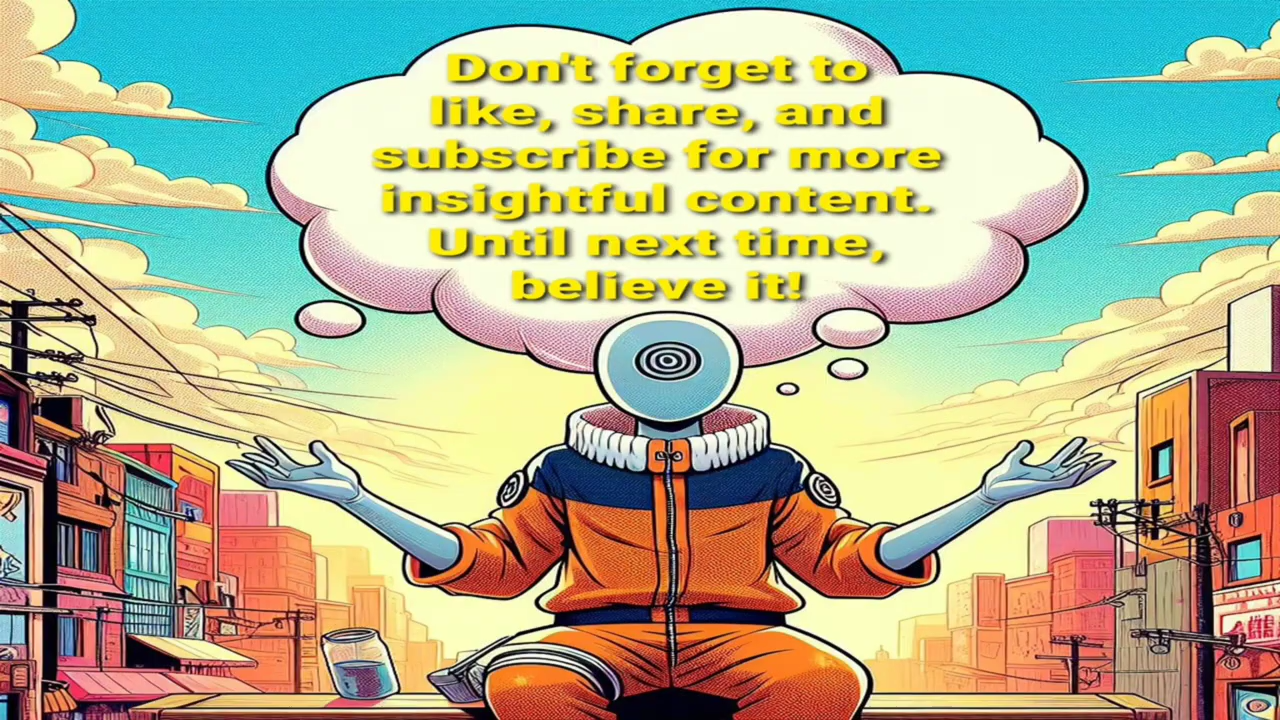 Don't forget to
like, share, and
subscribe for more
insightful content.
Until next time,
believe it!